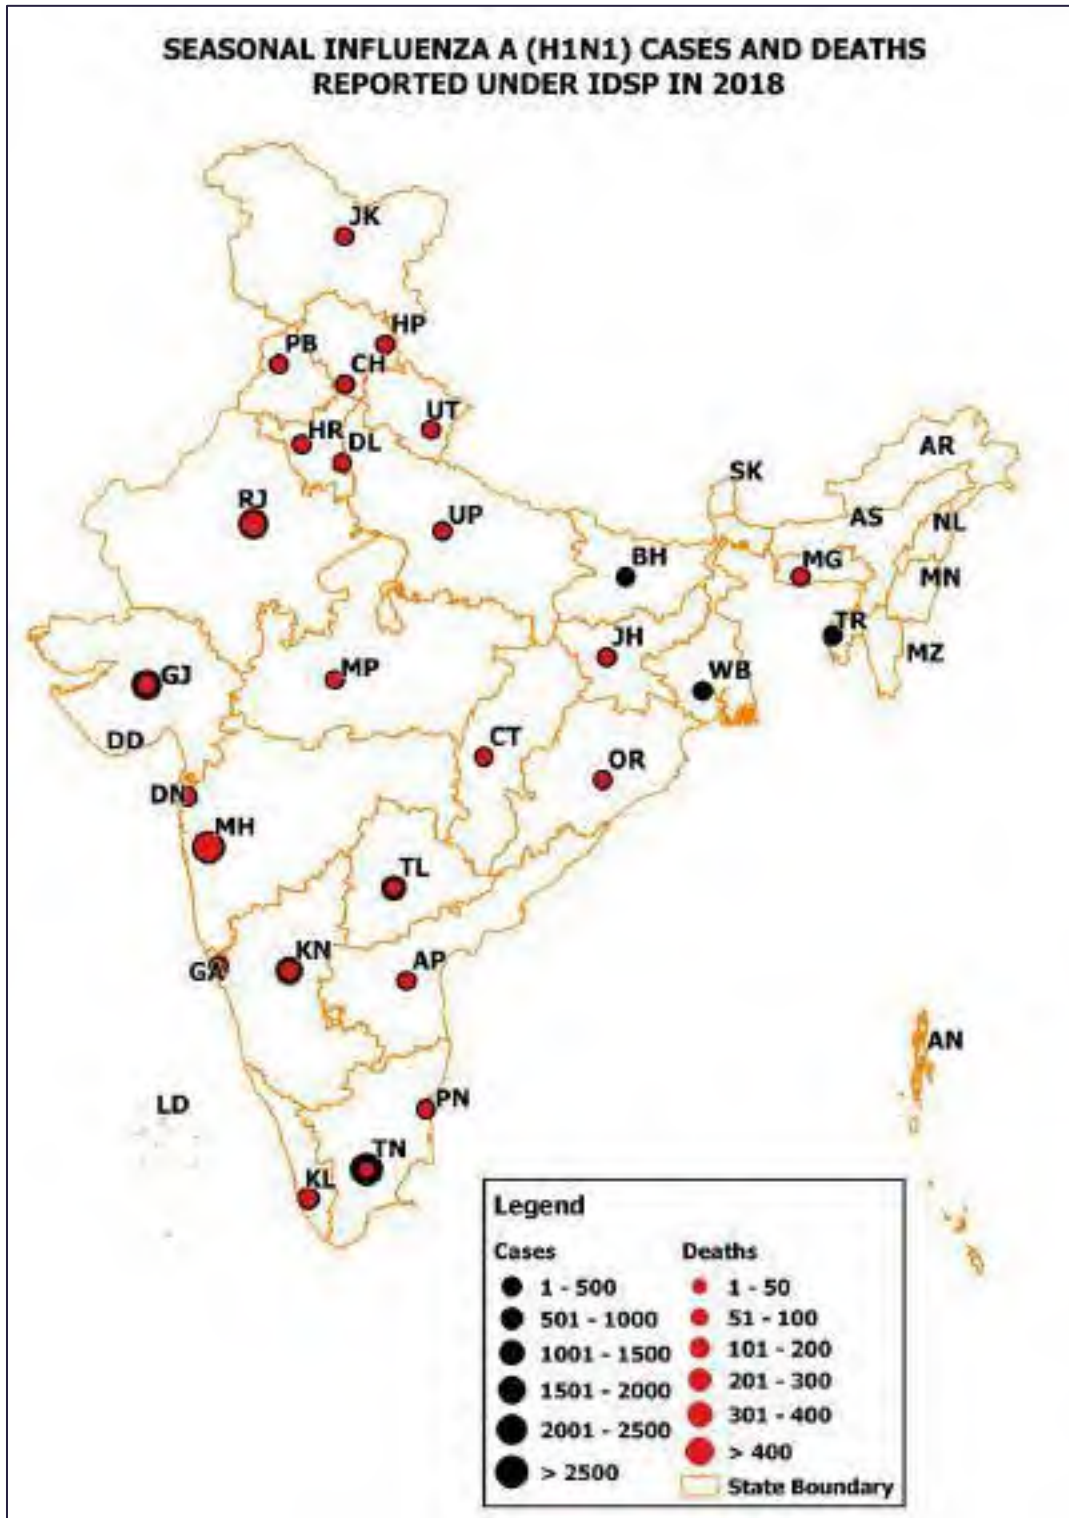 SEASONAL INFLUENZA A (H1N1) CASES AND DEATHS
REPORTED UNDER IDSP IN 2018
JK
HP
PB
CH
UT
HR
DL
SK
AR
RJ
UP
AS
NL
BH
MG
MN
TR
JH
MZ
GJ
MP
WB
DD
CT
OR
DN
MH
TL
KN
AP
GA
AN
LD
PN
TN
KL
Legend
Cases
1 - 500
501 - 1000
1001 - 1500
1501 - 2000
2001 - 2500
> 2500
Deaths
1 - 50
51 - 100
101 - 200
201 - 300
301 - 400
> 400
State Boundary